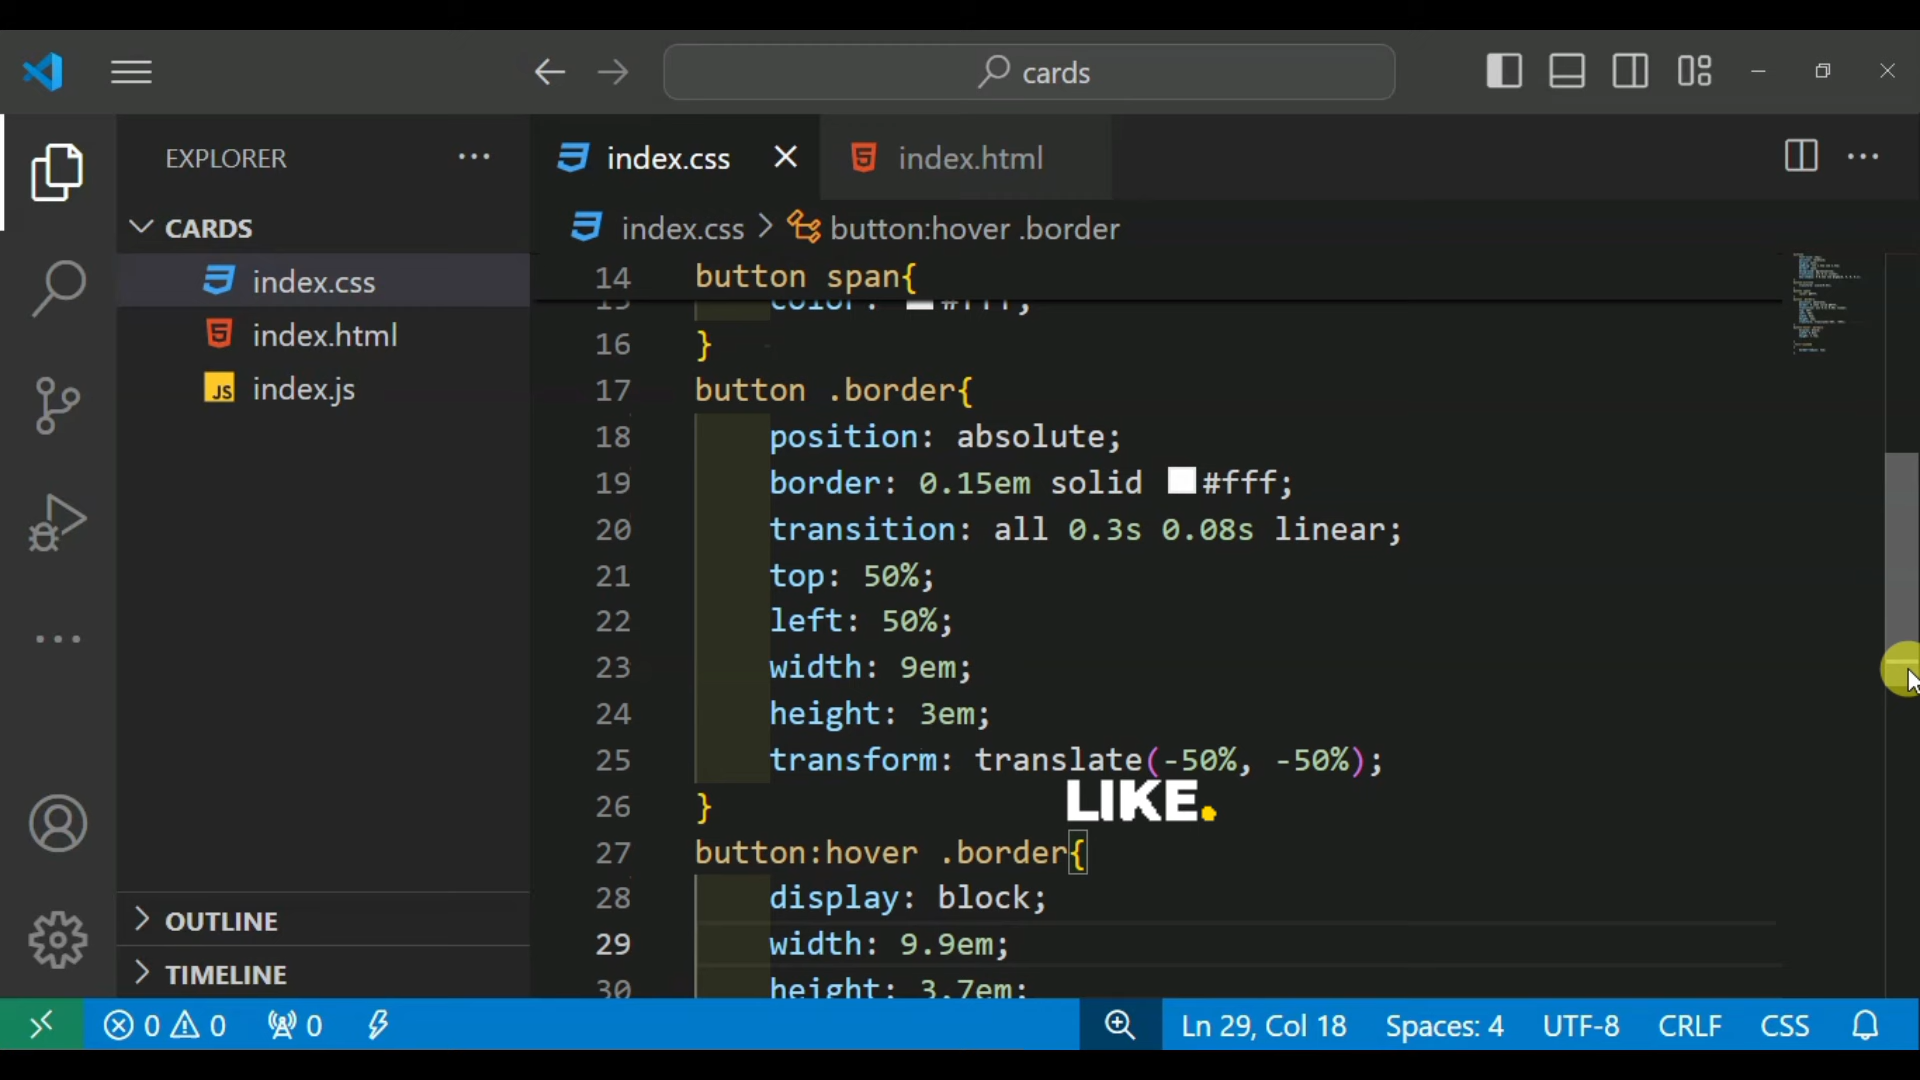 cards
EXPLORER
CARDS
index.css
index.html
index.js
OUTLINE
TIMELINE
index.css
index.html
index.css > button:hover .border
14 button span{
15 color: #fff;
16 }
17 button .border{
18 position: absolute;
19 border: 0.15em solid #fff;
20 transition: all 0.3s 0.08s linear;
21 top: 50%;
22 left: 50%;
23 width: 9em;
24 height: 3em;
25 transform: translate(-50%, -50%);
26 }
LIKE.
27 button:hover .border{
28 display: block;
29 width: 9.9em;
30 height: 3.7em;
0 0 0 Ln 29, Col 18 Spaces: 4 UTF-8 CRLF CSS